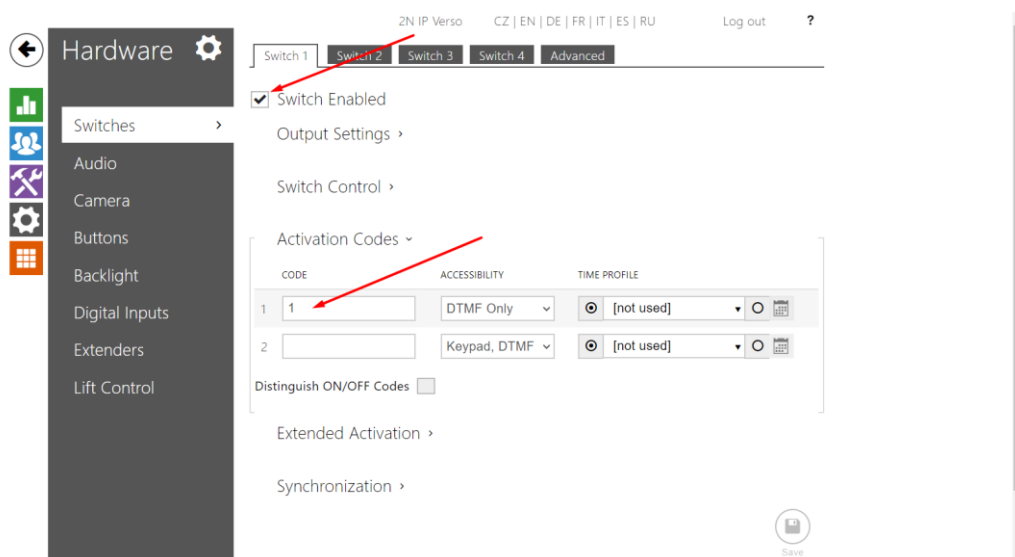 2N IP Verso CZ | EN | DE | FR | IT | ES | RU Log out ?
Hardware
Switches
Audio
Camera
Buttons
Backlight
Digital Inputs
Extenders
Lift Control
Switch 1 Switch 2 Switch 3 Switch 4 Advanced
Switch Enabled
Output Settings
Switch Control
Activation Codes
CODE ACCESSIBILITY TIME PROFILE
1 1 DTMF Only [not used]
2 Keypad, DTMF [not used]
Distinguish ON/OFF Codes
Extended Activation
Synchronization
Save